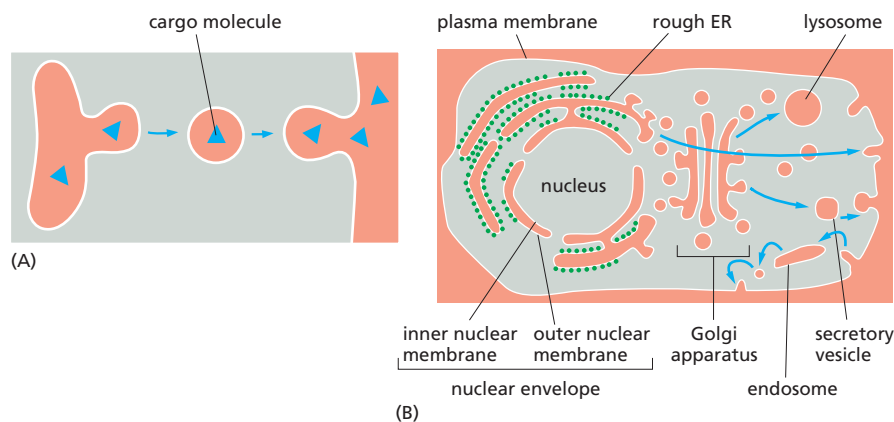 cargo molecule
(A)
plasma membrane
rough ER
lysosome
nucleus
inner nuclear
membrane
outer nuclear
membrane
nuclear envelope
Golgi
apparatus
secretory
vesicle
endosome
(B)